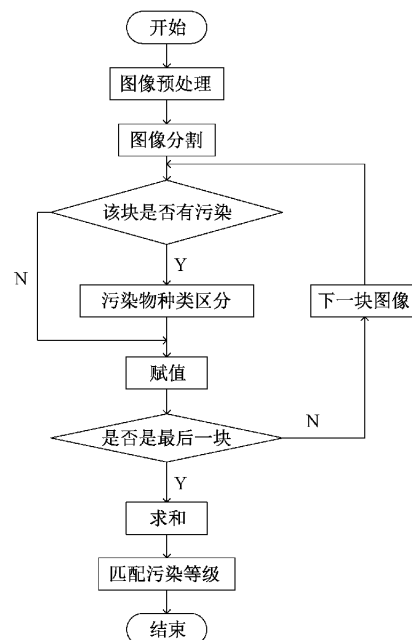 开始
图像预处理
图像分割
该块是否有污染
N
Y
污染物种类区分
下一块图像
赋值
是否是最后一块
N
Y
求和
匹配污染等级
结束